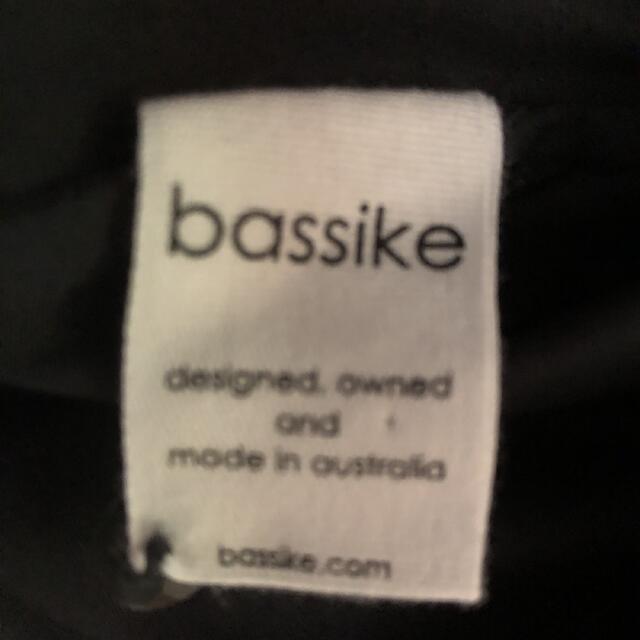 bassike
designed, owned
and
made in australia
bassike.com